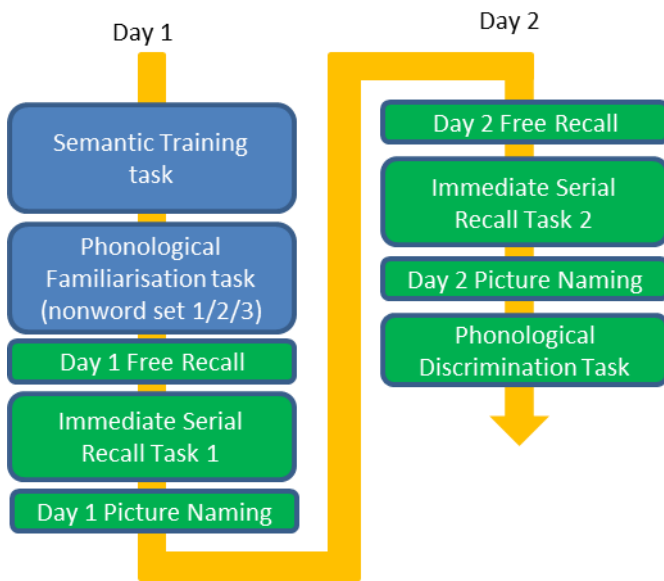 Day 1
Semantic Training
task
Phonological
Familiarisation task
(nonword set 1/2/3)
Day 1 Free Recall
Immediate Serial
Recall Task 1
Day 1 Picture Naming
Day 2
Day 2 Free Recall
Immediate Serial
Recall Task 2
Day 2 Picture Naming
Phonological
Discrimination Task